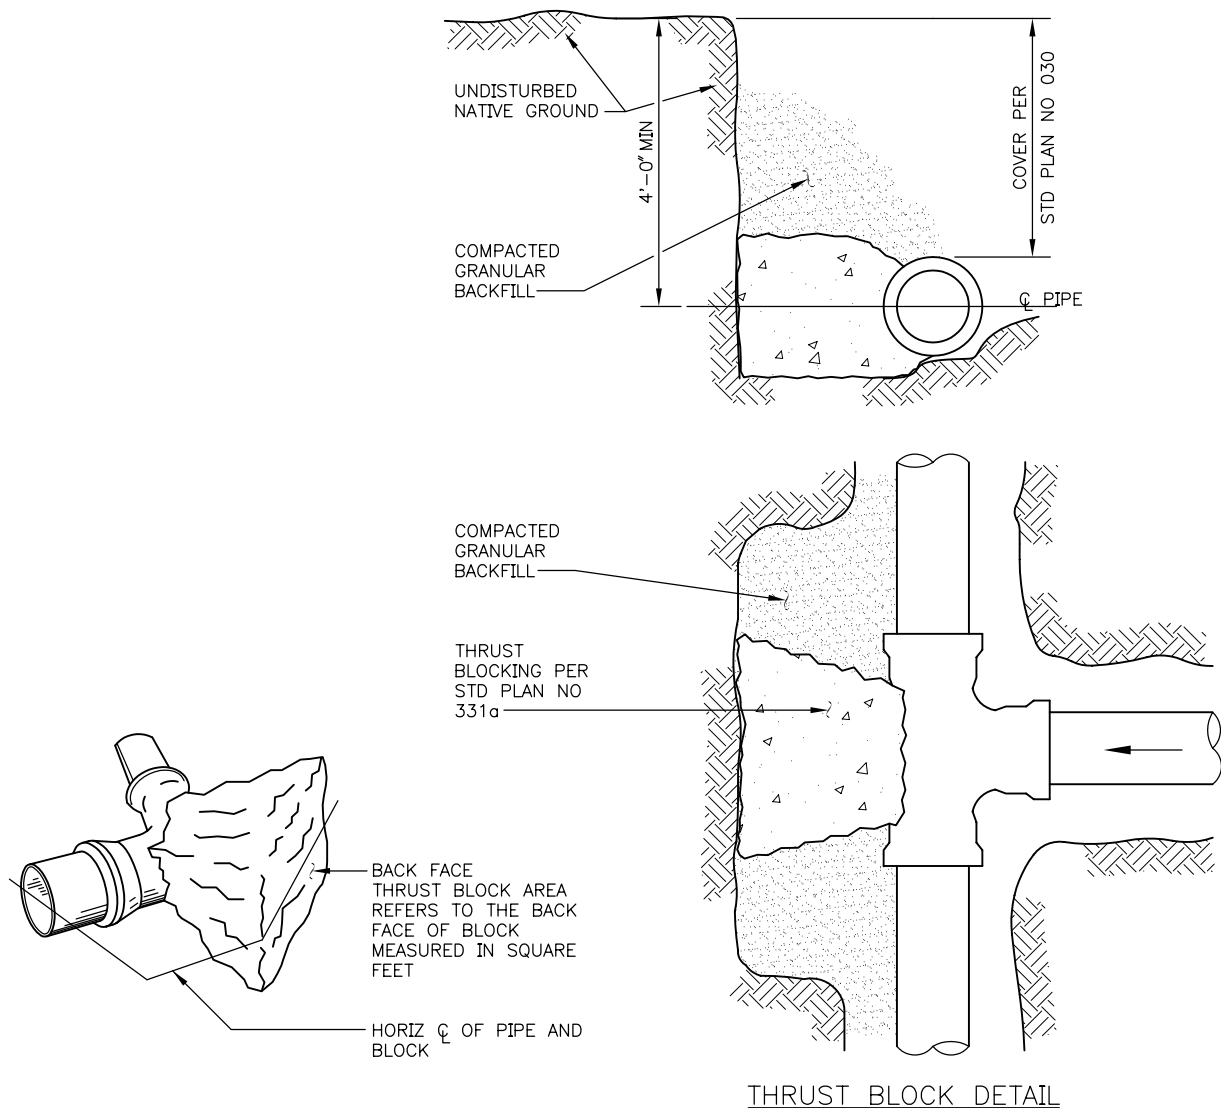 UNDISTURBED
NATIVE GROUND
4'-0" MIN
COVER PER
STD PLAN NO 030
COMPACTED
GRANULAR
BACKFILL
℄ PIPE
COMPACTED
GRANULAR
BACKFILL
THRUST
BLOCKING PER
STD PLAN NO
331a
BACK FACE
THRUST BLOCK AREA
REFERS TO THE BACK
FACE OF BLOCK
MEASURED IN SQUARE
FEET
HORIZ ℄ OF PIPE AND
BLOCK
THRUST BLOCK DETAIL